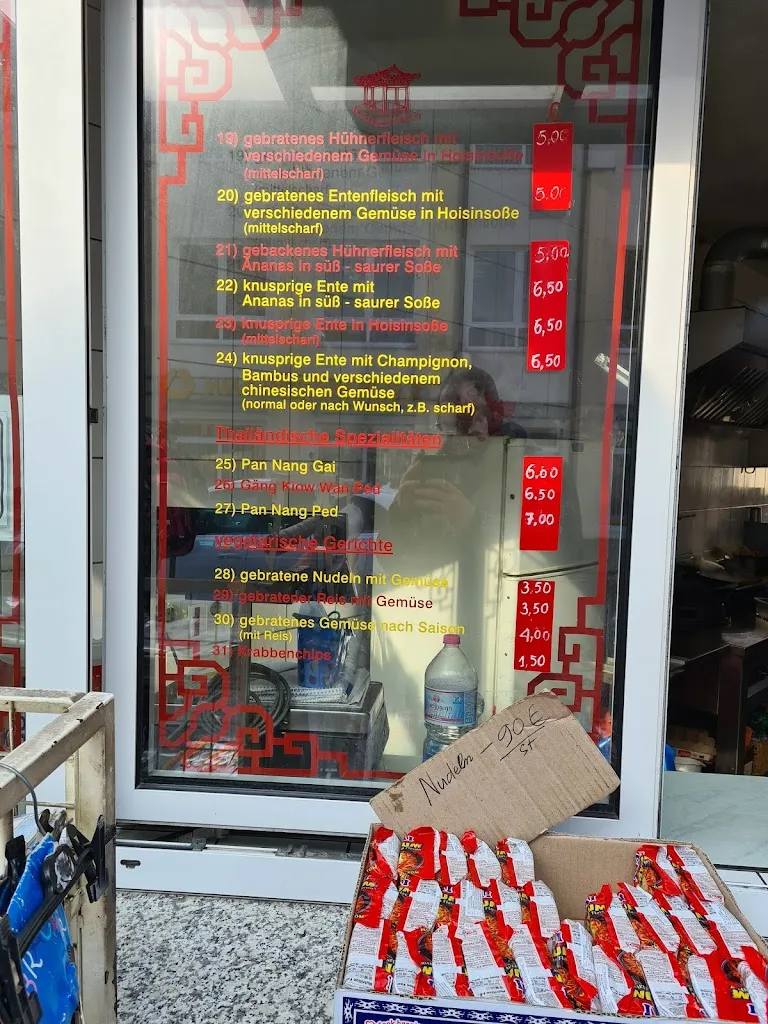 19) gebratenes Hühnerfleisch mit 5,00
verschiedenem Gemüse in Hoisinsoße
(mittelscharf)
20) gebratenes Entenfleisch mit 5.00
verschiedenem Gemüse in Hoisinsoße
(mittelscharf)
21) gebackenes Hühnerfleisch mit 5,00
Ananas in süß - saurer Soße
22) knusprige Ente mit 6,50
Ananas in süß - saurer Soße
23) knusprige Ente in Hoisinsoße 6,50
(mittelscharf)
24) knusprige Ente mit Champignon, 6,50
Bambus und verschiedenem
chinesischen Gemüse
(normal oder nach Wunsch, z.B. scharf)
Thailändische Spezialitäten
25) Pan Nang Gai 6,00
26) Gäng Kiow Wan Ped 6.50
27) Pan Nang Ped 7,00
vegetarische Gerichte
28) gebratene Nudeln mit Gemüse 3.50
29) gebratener Reis mit Gemüse 3,50
30) gebratenes Gemüse nach Saison 4,00
(mit Reis)
31) Krabbenchips 1,50
Nudeln - 90 €
st